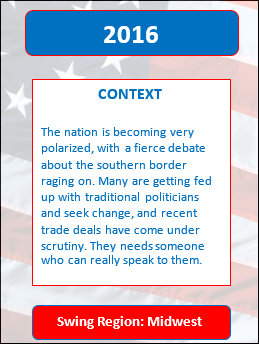 2016
CONTEXT
The nation is becoming very
polarized, with a fierce debate
about the southern border
raging on. Many are getting fed
up with traditional politicians
and seek change, and recent
trade deals have come under
scrutiny. They needs someone
who can really speak to them.
Swing Region: Midwest